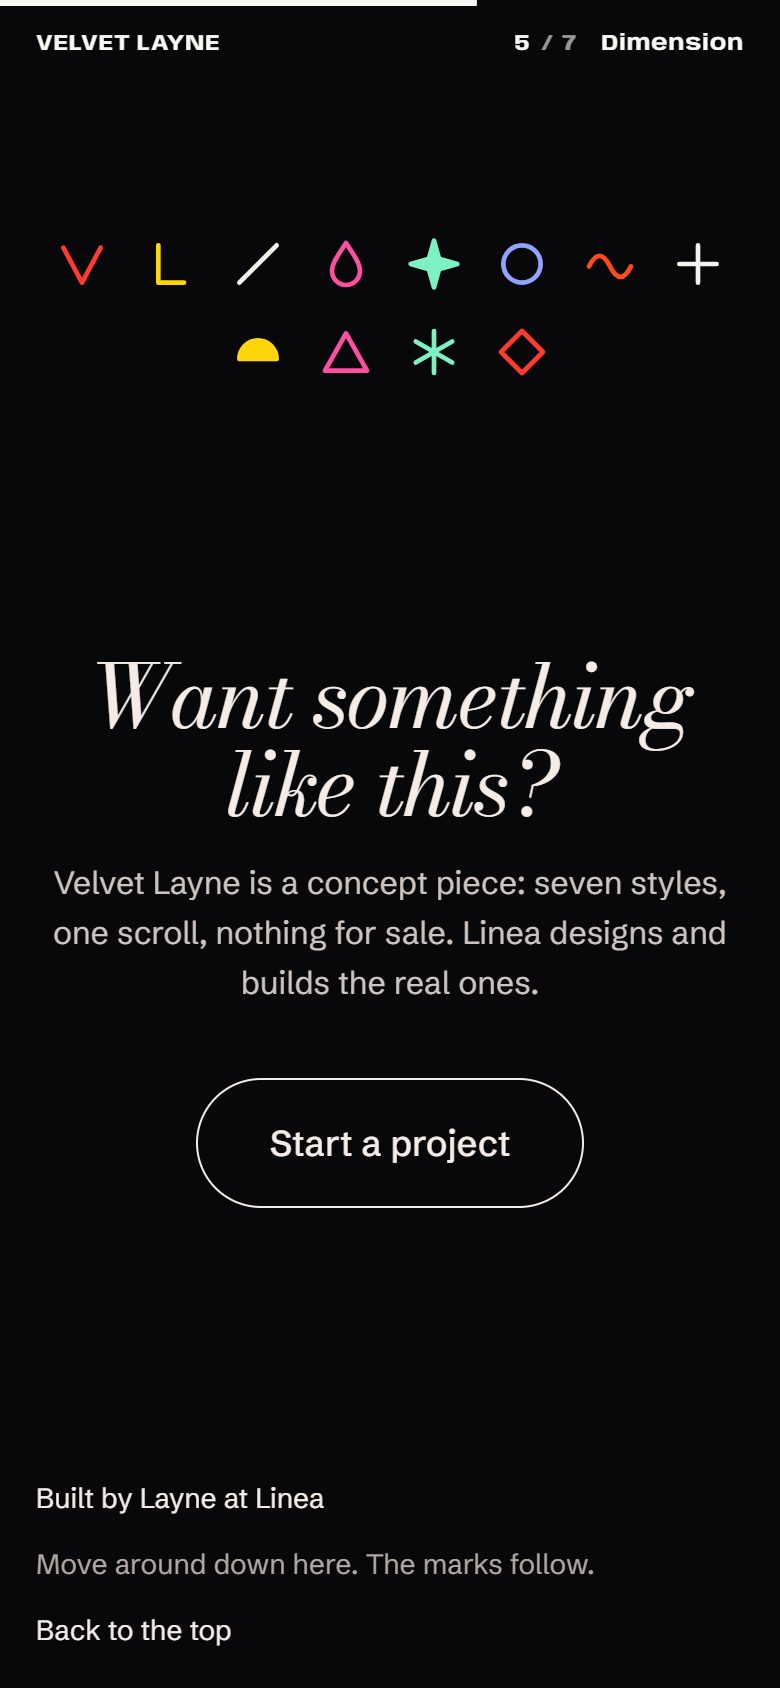 VELVET LAYNE
5 / 7 Dimension
Want something
like this?
Velvet Layne is a concept piece: seven styles,
one scroll, nothing for sale. Linea designs and
builds the real ones.
Start a project
Built by Layne at Linea
Move around down here. The marks follow.
Back to the top